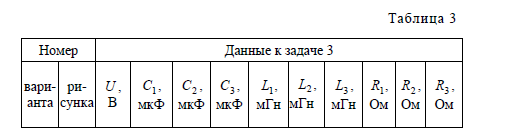 Таблица 3
Номер Данные к задаче 3
вари- ри- U, C₁, C₂, C₃, L₁, L₂, L₃, R₁, R₂, R₃,
анта сунка В мкФ мкФ мкФ мГн мГн мГн Ом Ом Ом